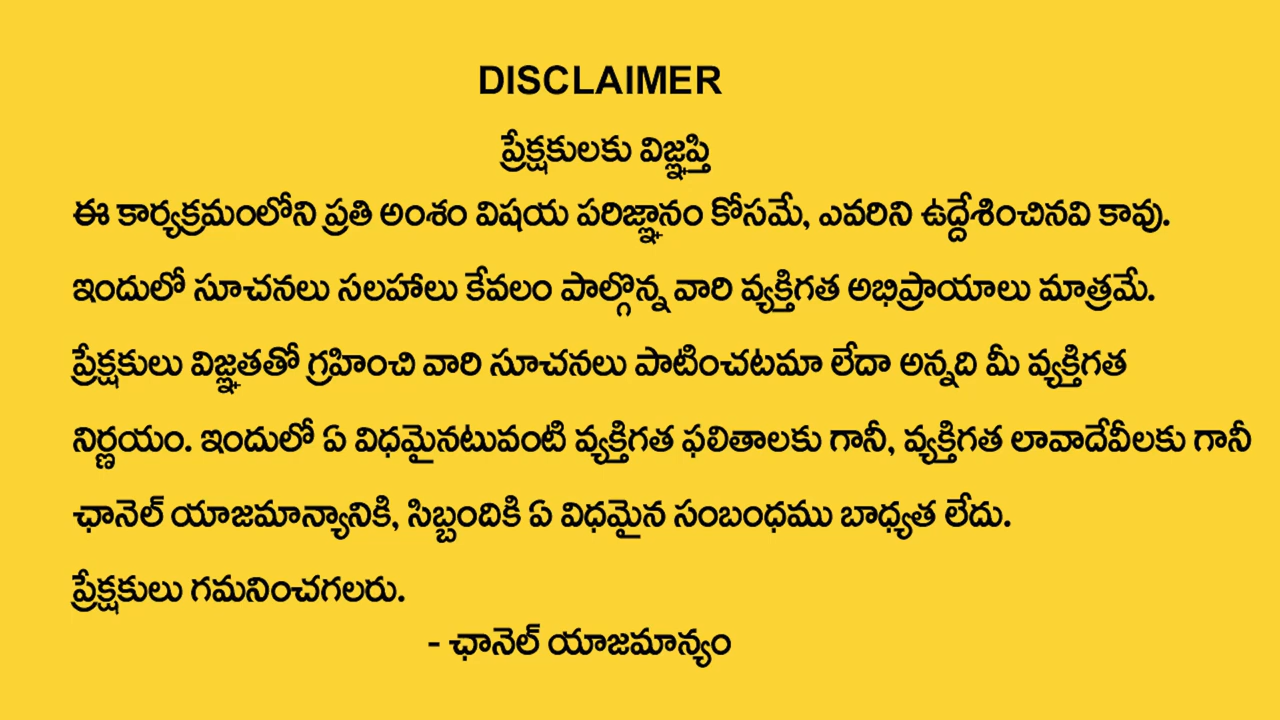 DISCLAIMER
ప్రేక్షకులకు విజ్ఞప్తి
ఈ కార్యక్రమంలోని ప్రతి అంశం విషయ పరిజ్ఞానం కోసమే, ఎవరిని ఉద్దేశించినవి కావు.
ఇందులో సూచనలు సలహాలు కేవలం పాల్గొన్న వారి వ్యక్తిగత అభిప్రాయాలు మాత్రమే.
ప్రేక్షకులు విజ్ఞతతో గ్రహించి వారి సూచనలు పాటించటమా లేదా అన్నది మీ వ్యక్తిగత
నిర్ణయం. ఇందులో ఏ విధమైనటువంటి వ్యక్తిగత ఫలితాలకు గానీ, వ్యక్తిగత లావాదేవీలకు గానీ
ఛానెల్ యాజమాన్యానికి, సిబ్బందికి ఏ విధమైన సంబంధము బాధ్యత లేదు.
ప్రేక్షకులు గమనించగలరు.
- ఛానెల్ యాజమాన్యం